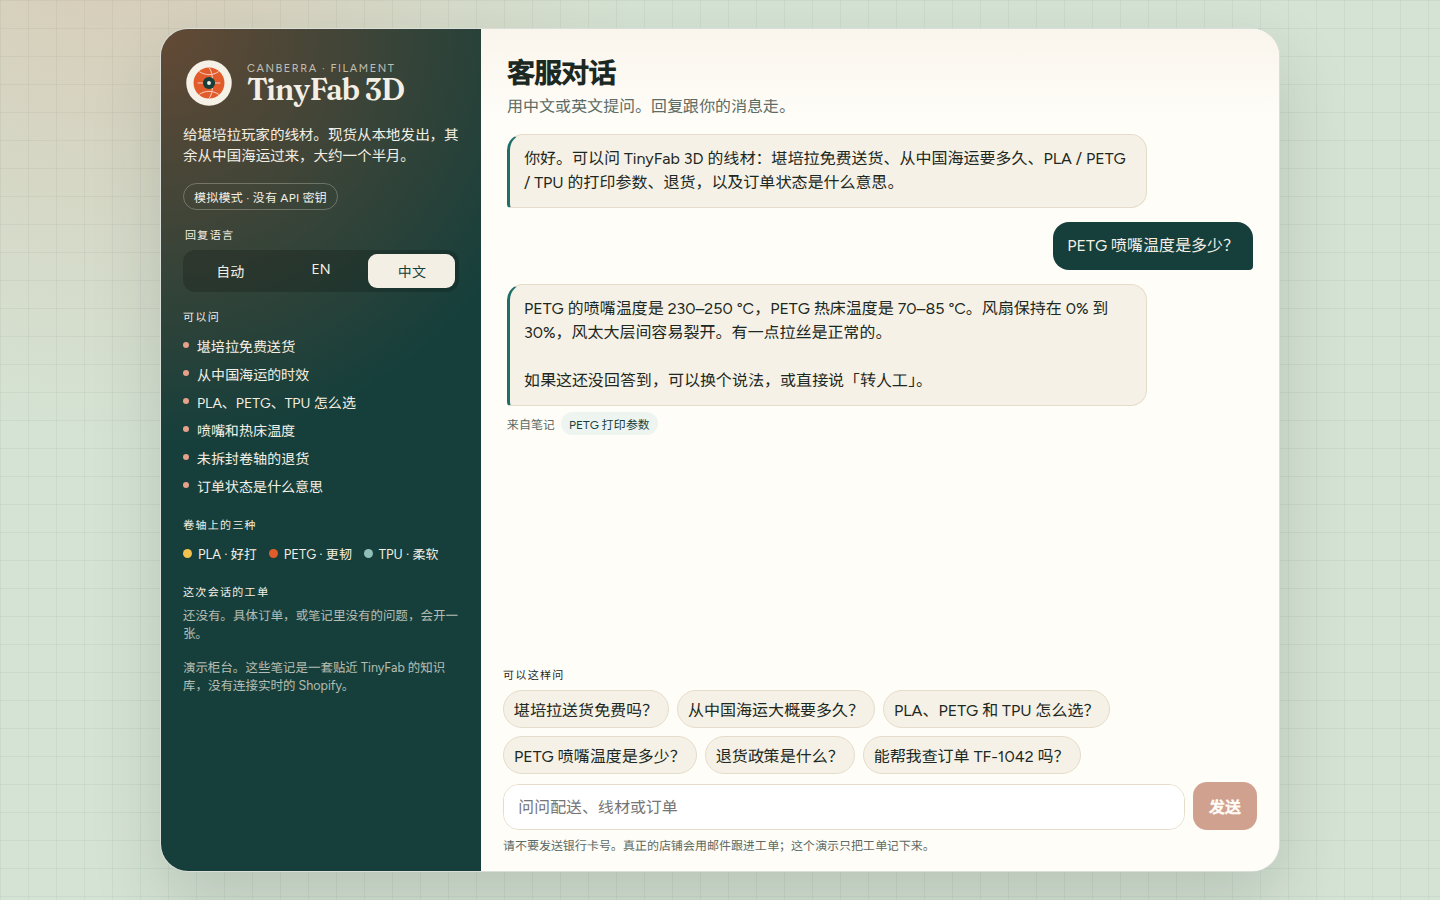 CANBERRA · FILAMENT
TinyFab 3D
给堪培拉玩家的线材。现货从本地发出，其
余从中国海运过来，大约一个半月。
模拟模式 · 没有 API 密钥
回复语言
自动
EN
中文
可以问
堪培拉免费送货
从中国海运的时效
PLA、PETG、TPU 怎么选
喷嘴和热床温度
未拆封卷轴的退货
订单状态是什么意思
卷轴上的三种
PLA · 好打
PETG · 更韧
TPU · 柔软
这次会话的工单
还没有。具体订单，或笔记里没有的问题，会开一
张。
演示柜台。这些笔记是一套贴近 TinyFab 的知识
库，没有连接实时的 Shopify。
客服对话
用中文或英文提问。回复跟你的消息走。
你好。可以问 TinyFab 3D 的线材：堪培拉免费送货、从中国海运要多久、PLA / PETG
/ TPU 的打印参数、退货，以及订单状态是什么意思。
PETG 喷嘴温度是多少？
PETG 的喷嘴温度是 230–250 °C，PETG 热床温度是 70–85 °C。风扇保持在 0% 到
30%，风太大层间容易裂开。有一点拉丝是正常的。
如果这还没回答到，可以换个说法，或直接说「转人工」。
来自笔记
PETG 打印参数
可以这样问
堪培拉送货免费吗？
从中国海运大概要多久？
PLA、PETG 和 TPU 怎么选？
PETG 喷嘴温度是多少？
退货政策是什么？
能帮我查订单 TF-1042 吗？
问问配送、线材或订单
发送
请不要发送银行卡号。真正的店铺会用邮件跟进工单；这个演示只把工单记下来。